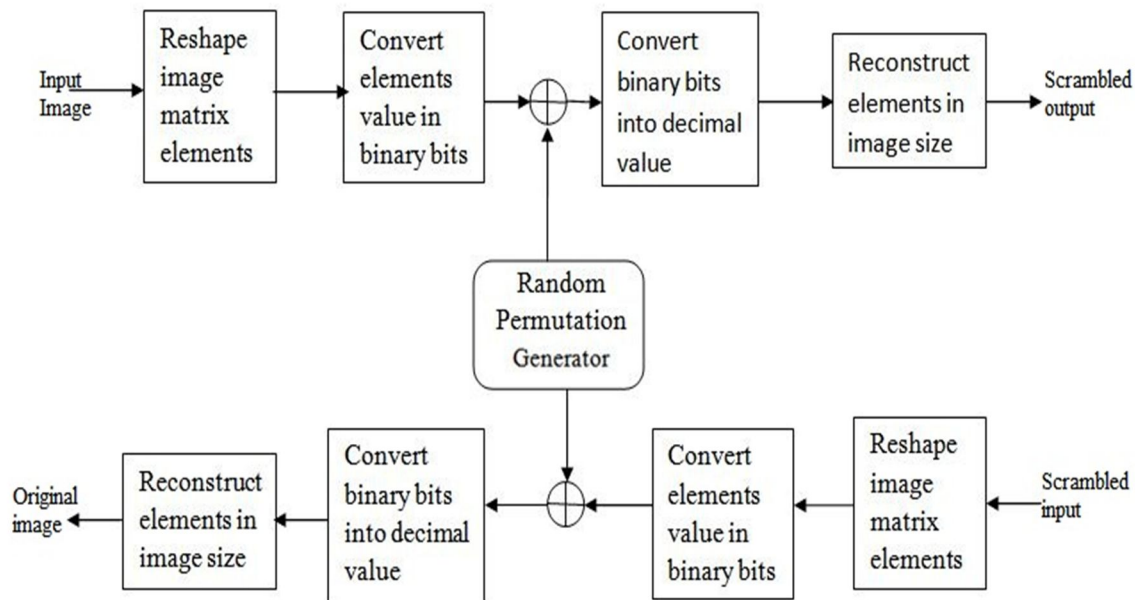 Input
Image
Reshape
image
matrix
elements
Convert
elements
value in
binary bits
Convert
binary bits
into decimal
value
Reconstruct
elements in
image size
Scrambled
output
Random
Permutation
Generator
Original
image
Reconstruct
elements in
image size
Convert
binary bits
into decimal
value
Convert
elements
value in
binary bits
Reshape
image
matrix
elements
Scrambled
input